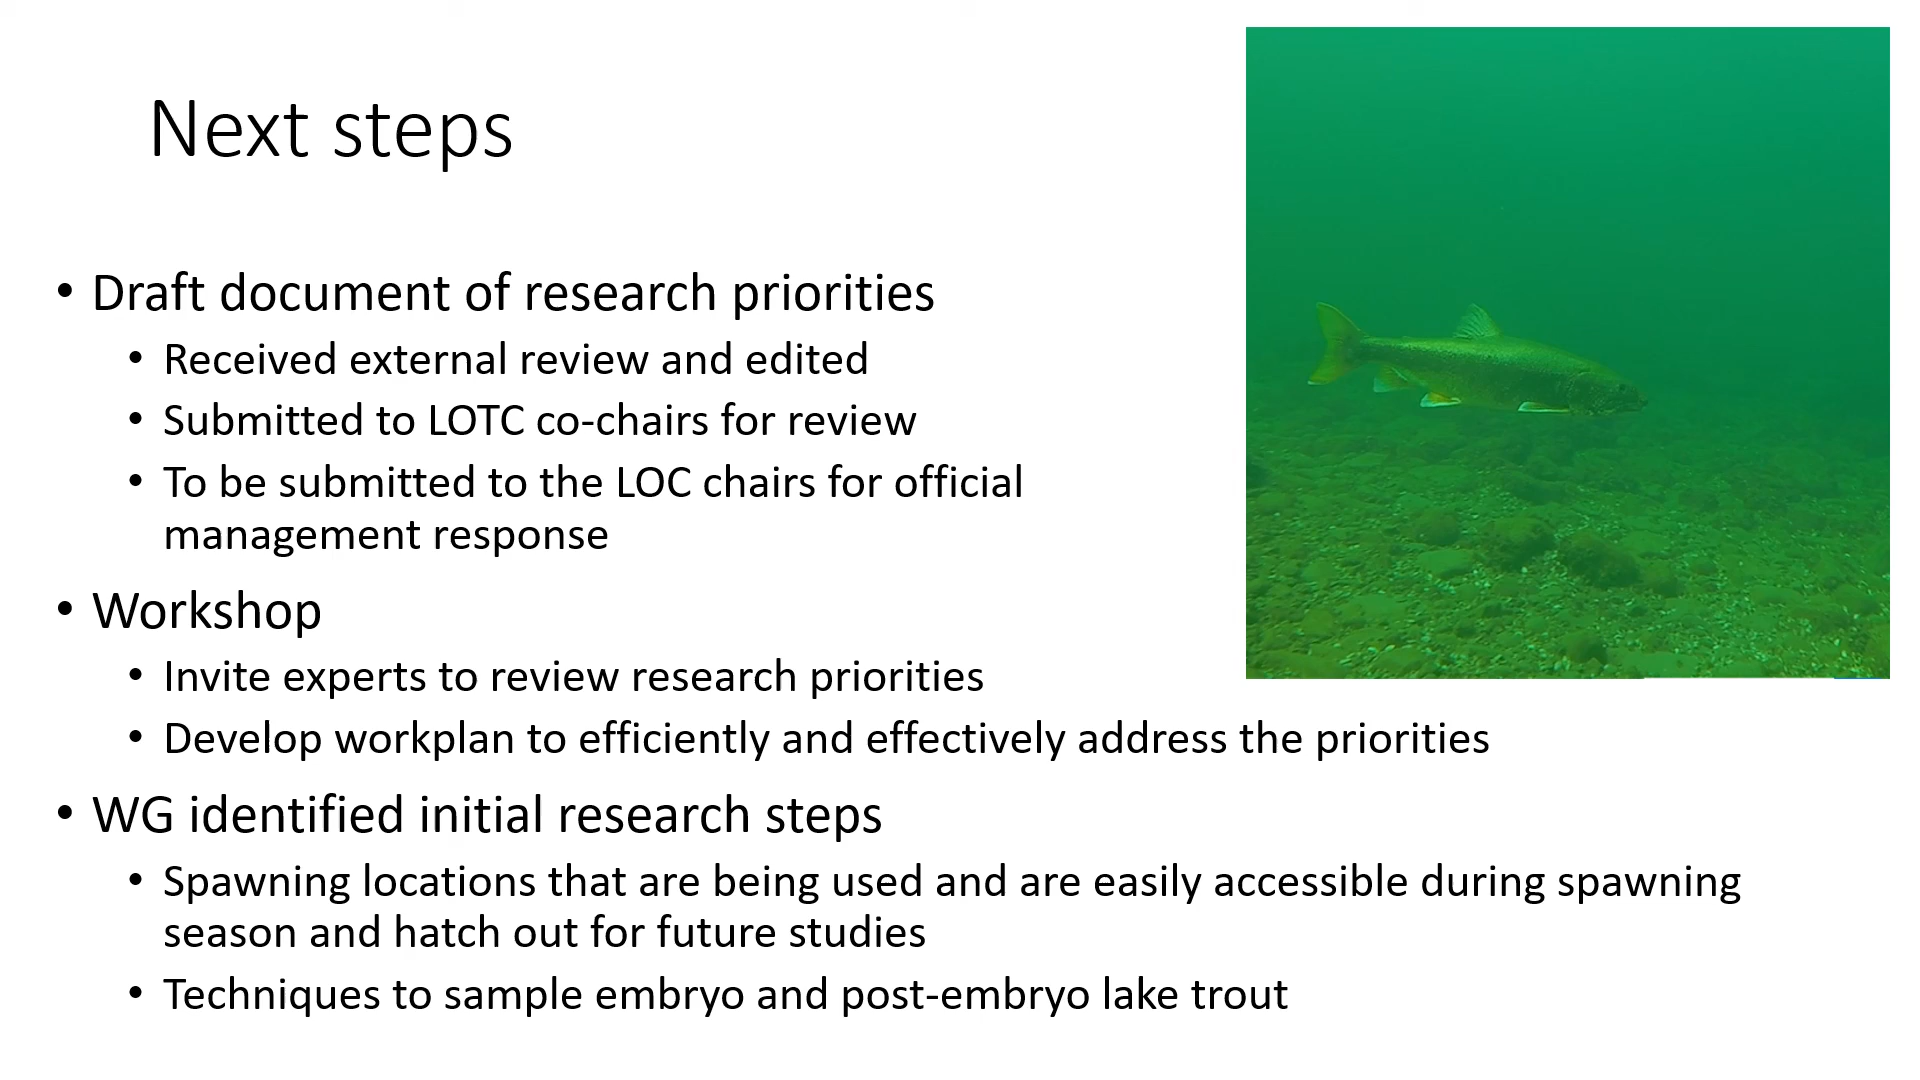 Next steps
• Draft document of research priorities
• Received external review and edited
• Submitted to LOTC co-chairs for review
• To be submitted to the LOC chairs for official
management response
• Workshop
• Invite experts to review research priorities
• Develop workplan to efficiently and effectively address the priorities
• WG identified initial research steps
• Spawning locations that are being used and are easily accessible during spawning
season and hatch out for future studies
• Techniques to sample embryo and post-embryo lake trout